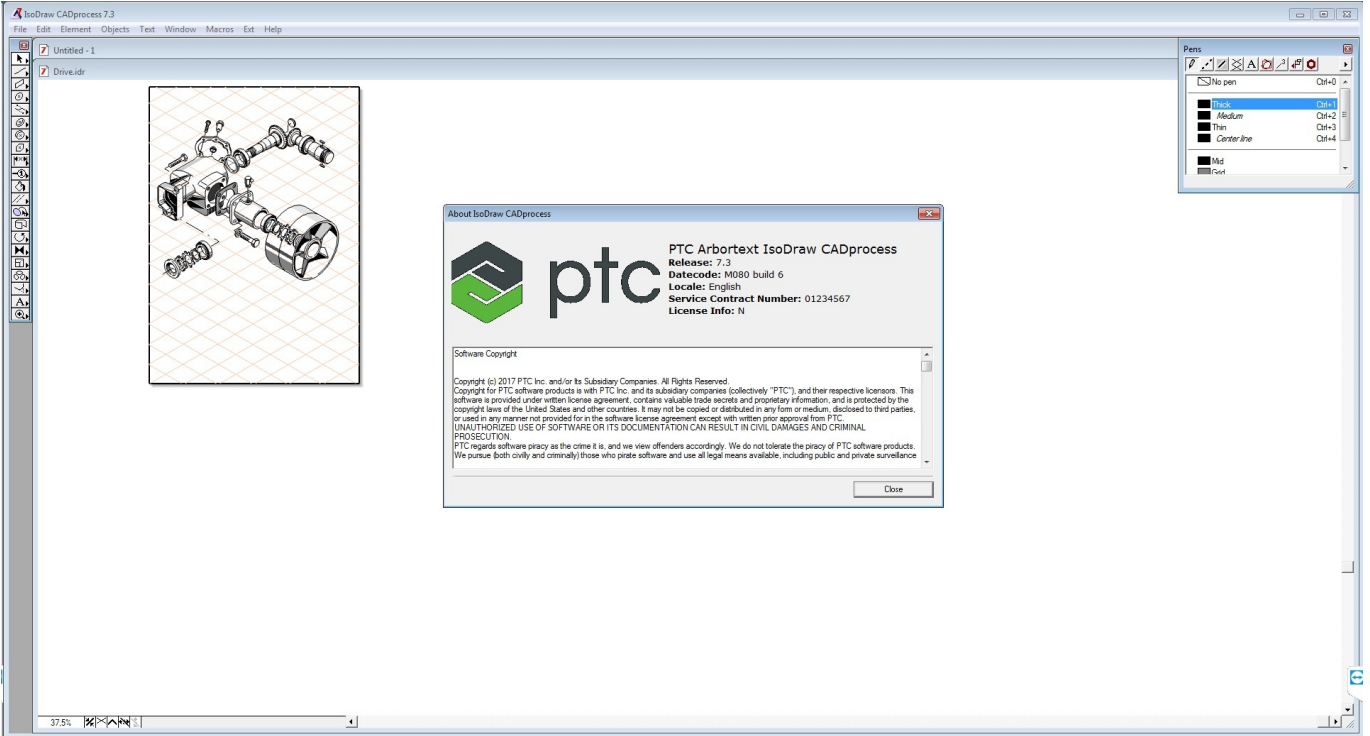 IsoDraw CADprocess 7.3
File Edit Element Objects Text Window Macros Ext Help
Untitled - 1
Drive.idr
Pens
No pen Ctrl+0
Thick Ctrl+1
Medium Ctrl+2
Thin Ctrl+3
Center line Ctrl+4
Mid
Grid
About IsoDraw CADprocess
ptc
PTC Arbortext IsoDraw CADprocess
Release: 7.3
Datecode: M080 build 6
Locale: English
Service Contract Number: 01234567
License Info: N
Software Copyright
Copyright (c) 2017 PTC Inc. and/or Its Subsidiary Companies. All Rights Reserved.
Copyright for PTC software products is with PTC Inc. and its subsidiary companies (collectively "PTC"), and their respective licensors. This
software is provided under written license agreement, contains valuable trade secrets and proprietary information, and is protected by the
copyright laws of the United States and other countries. It may not be copied or distributed in any form or medium, disclosed to third parties,
or used in any manner not provided for in the software license agreement except with written prior approval from PTC.
UNAUTHORIZED USE OF SOFTWARE OR ITS DOCUMENTATION CAN RESULT IN CIVIL DAMAGES AND CRIMINAL
PROSECUTION.
PTC regards software piracy as the crime it is, and we view offenders accordingly. We do not tolerate the piracy of PTC software products.
We pursue (both civilly and criminally) those who pirate software and use all legal means available, including public and private surveillance
Close
37,5%